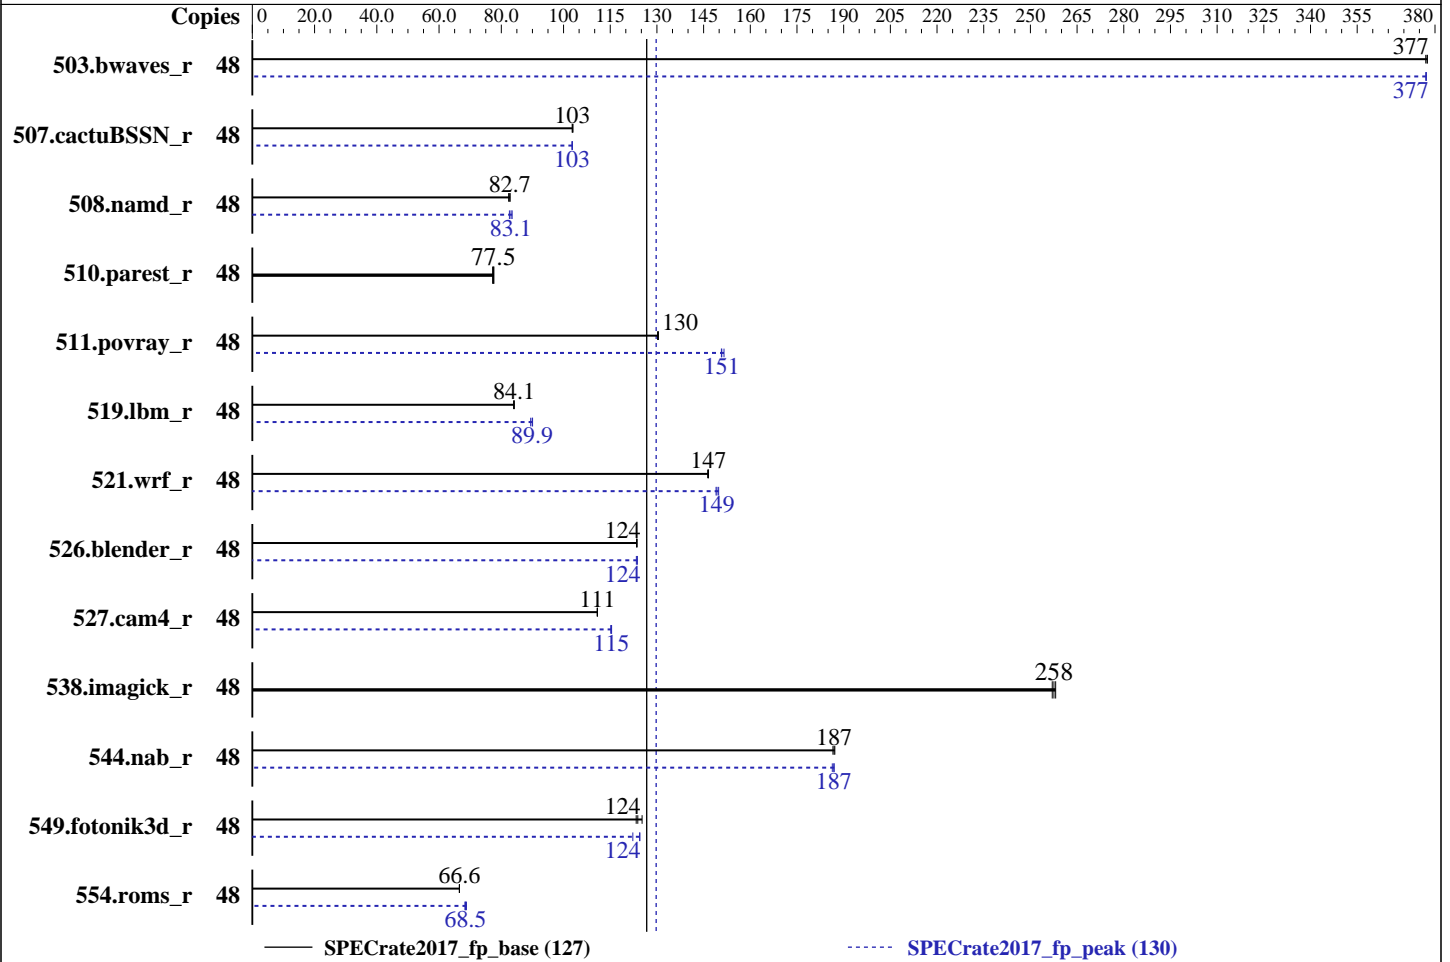 Copies 0 20.0 40.0 60.0 80.0 100 115 130 145 160 175 190 205 220 235 250 265 280 295 310 325 340 355 380
503.bwaves_r 48 377
377
507.cactuBSSN_r 48 103
103
508.namd_r 48 82.7
83.1
510.parest_r 48 77.5
511.povray_r 48 130
151
519.lbm_r 48 84.1
89.9
521.wrf_r 48 147
149
526.blender_r 48 124
124
527.cam4_r 48 111
115
538.imagick_r 48 258
544.nab_r 48 187
187
549.fotonik3d_r 48 124
124
554.roms_r 48 66.6
68.5
SPECrate2017_fp_base (127) SPECrate2017_fp_peak (130)